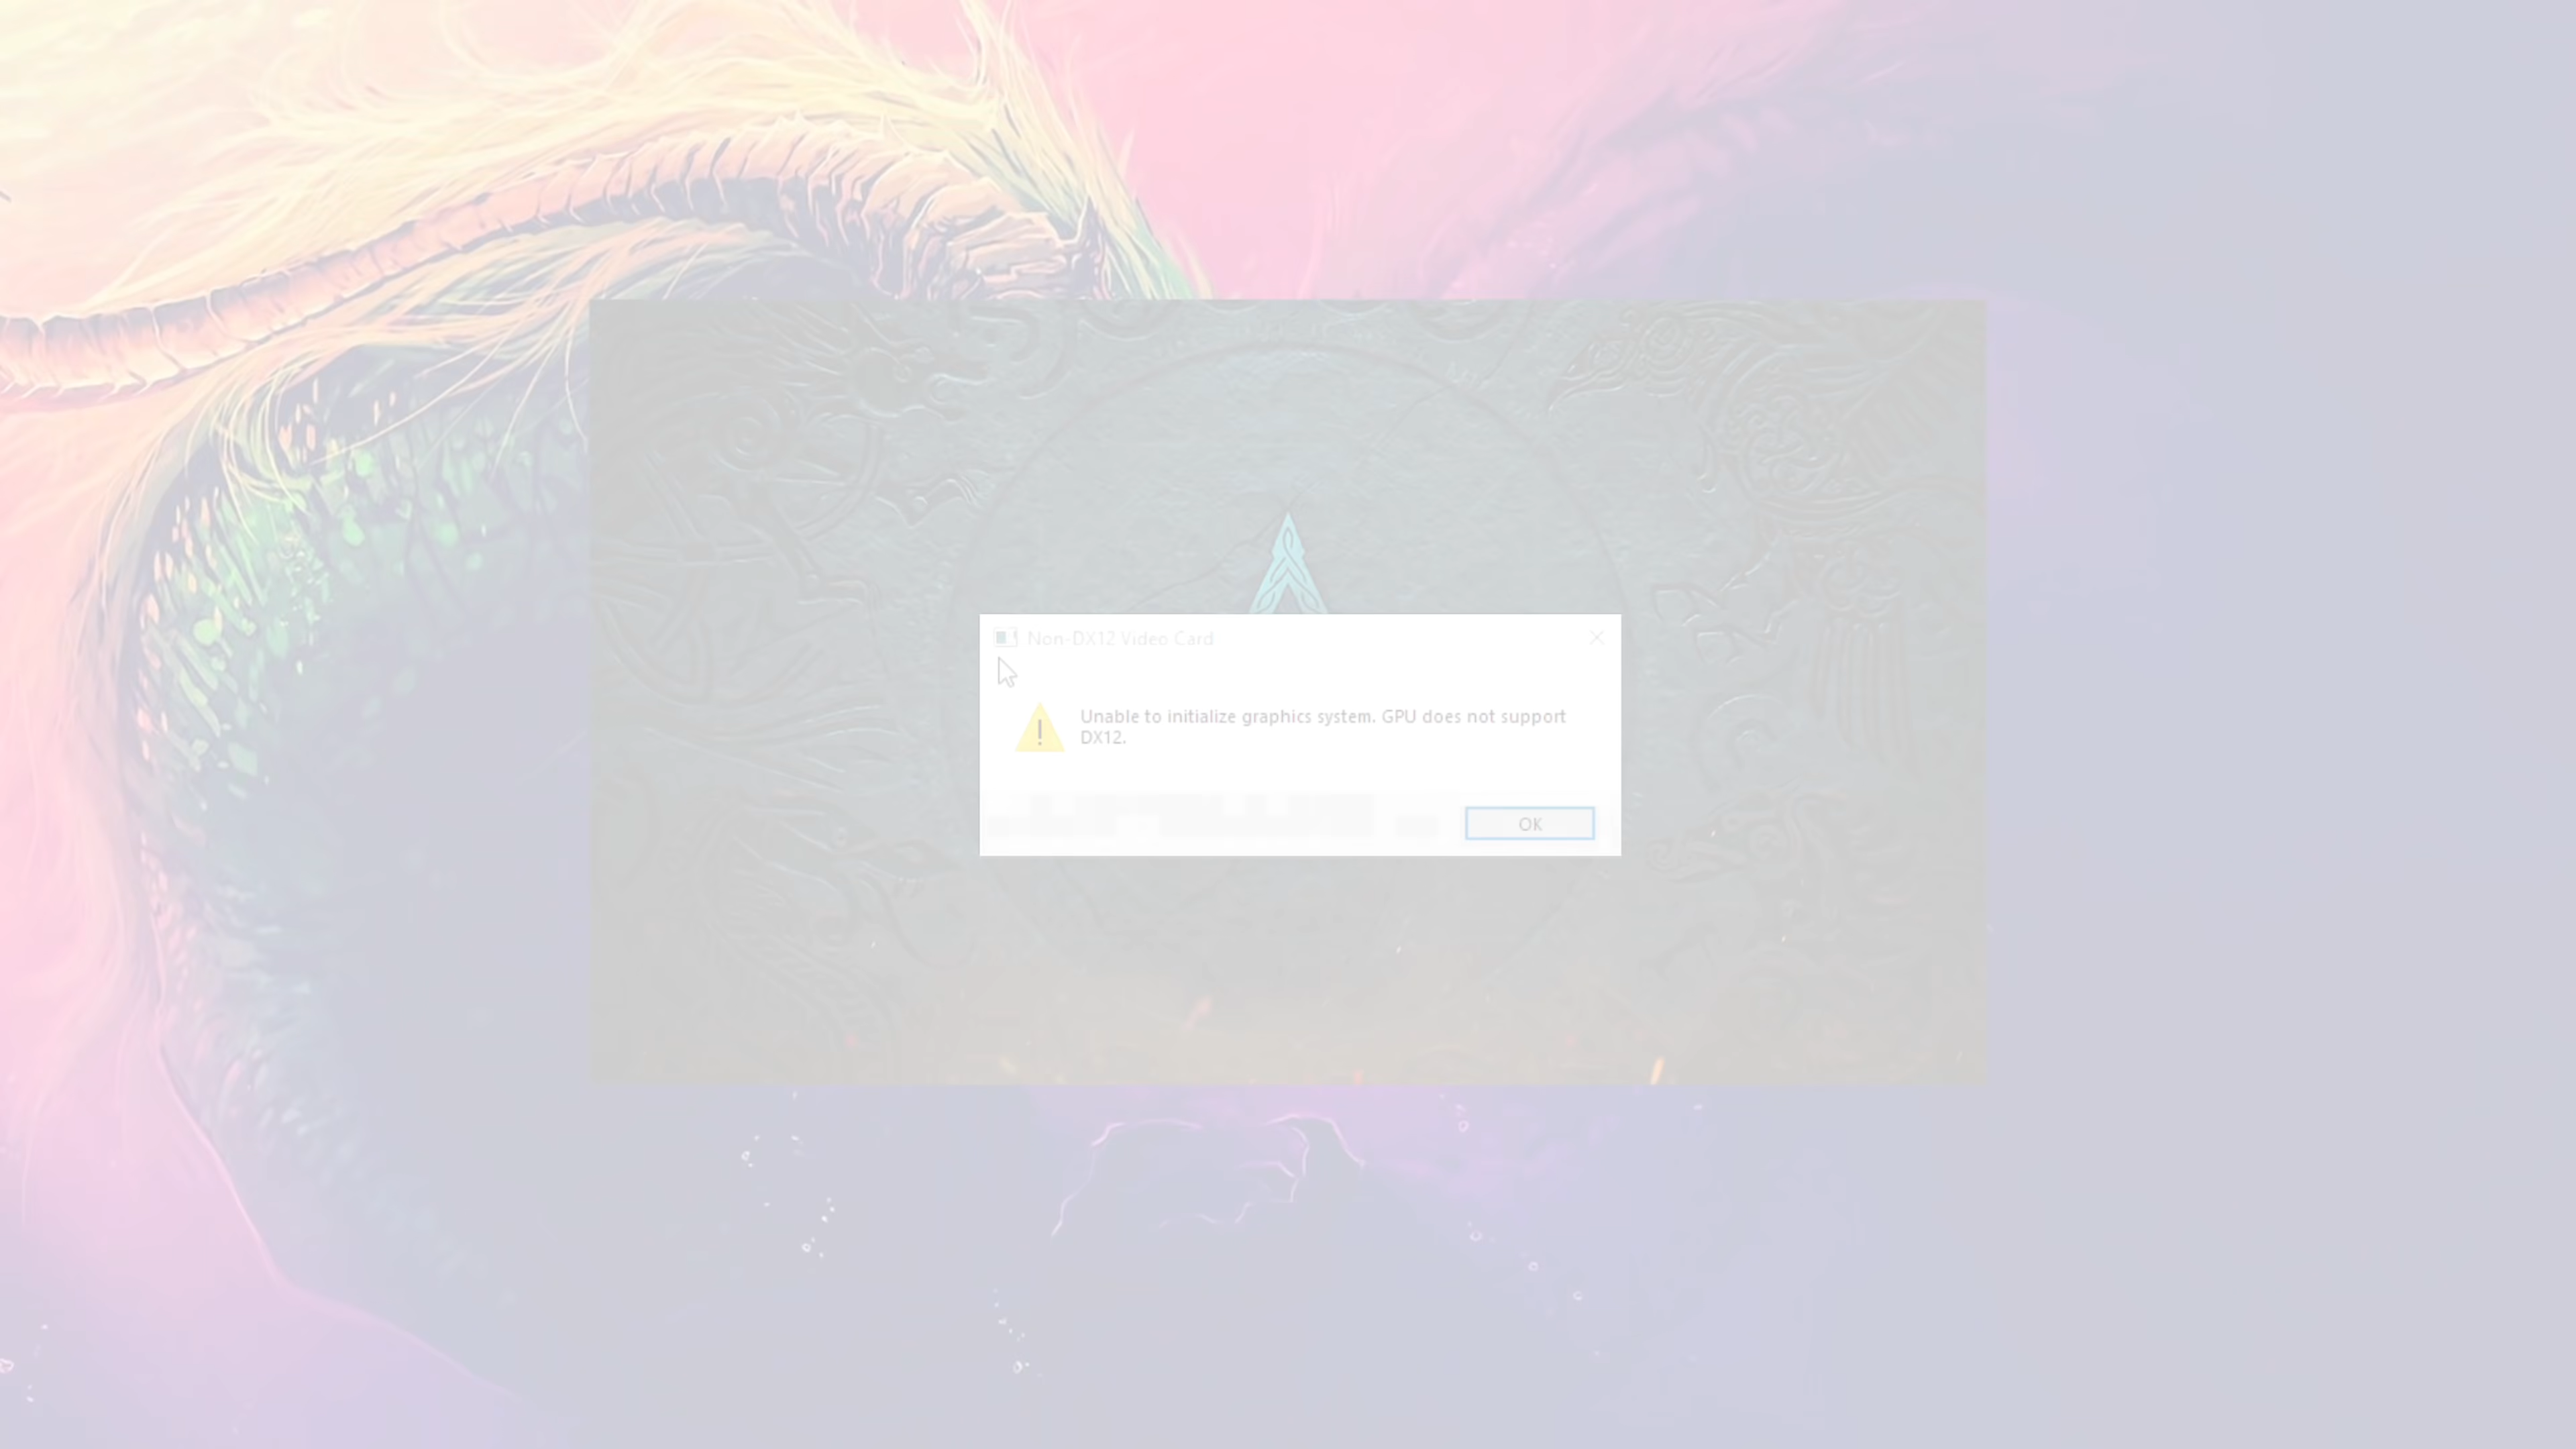 Non-DX12 Video Card
Unable to initialize graphics system. GPU does not support
DX12.
OK